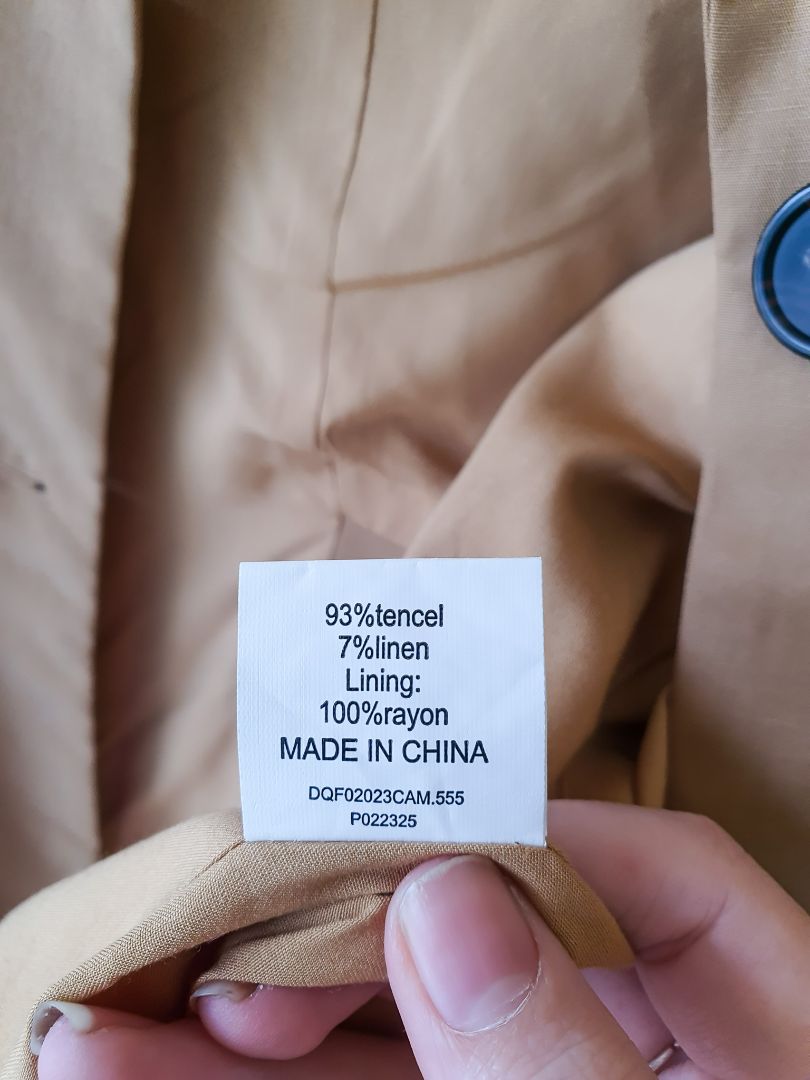 93%tencel
7%linen
Lining:
100%rayon
MADE IN CHINA
DQF02023CAM.555
P022325